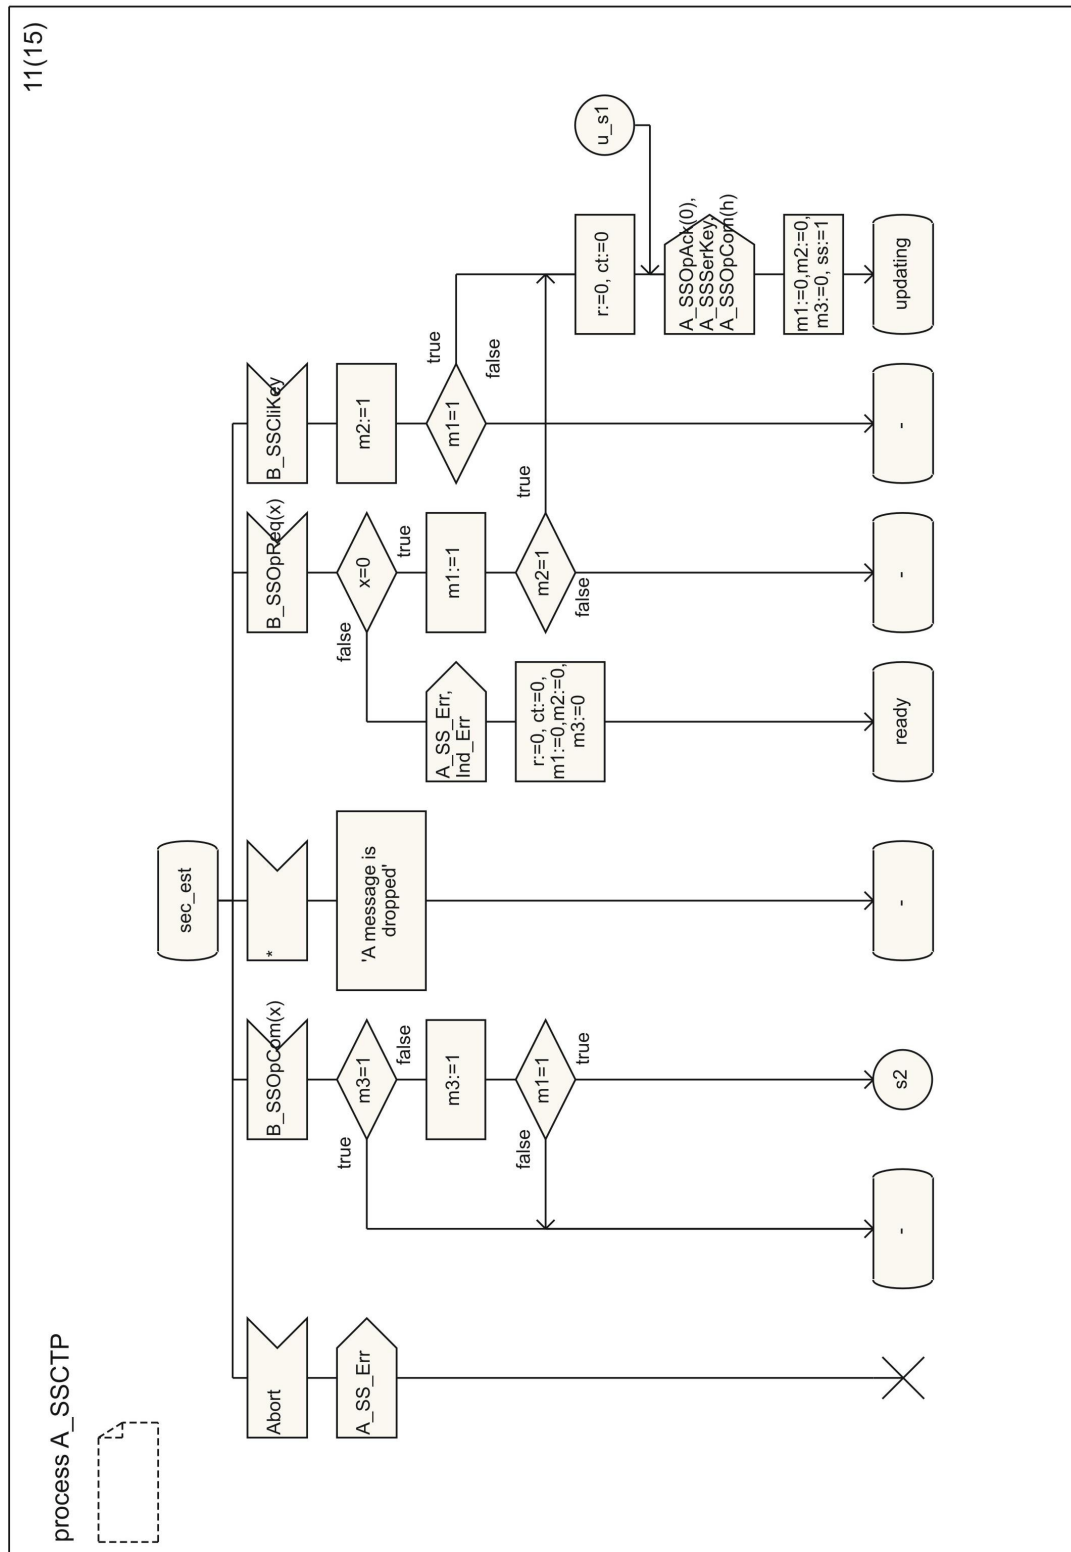 process A_SSCTP
11(15)
sec_est
Abort
A_SS_Err
B_SSOpCom(x)
m3=1
true
false
m3:=1
m1=1
false
true
-
s2
*
'A message is
dropped'
-
B_SSOpReq(x)
x=0
false
true
A_SS_Err,
Ind_Err
r:=0, ct:=0,
m1:=0,m2:=0,
m3:=0
ready
m1:=1
m2=1
false
true
-
B_SSCliKey
m2:=1
m1=1
true
false
-
r:=0, ct:=0
u_s1
A_SSOpAck(0),
A_SSSerKey,
A_SSOpCom(h)
m1:=0,m2:=0,
m3:=0, ss:=1
updating